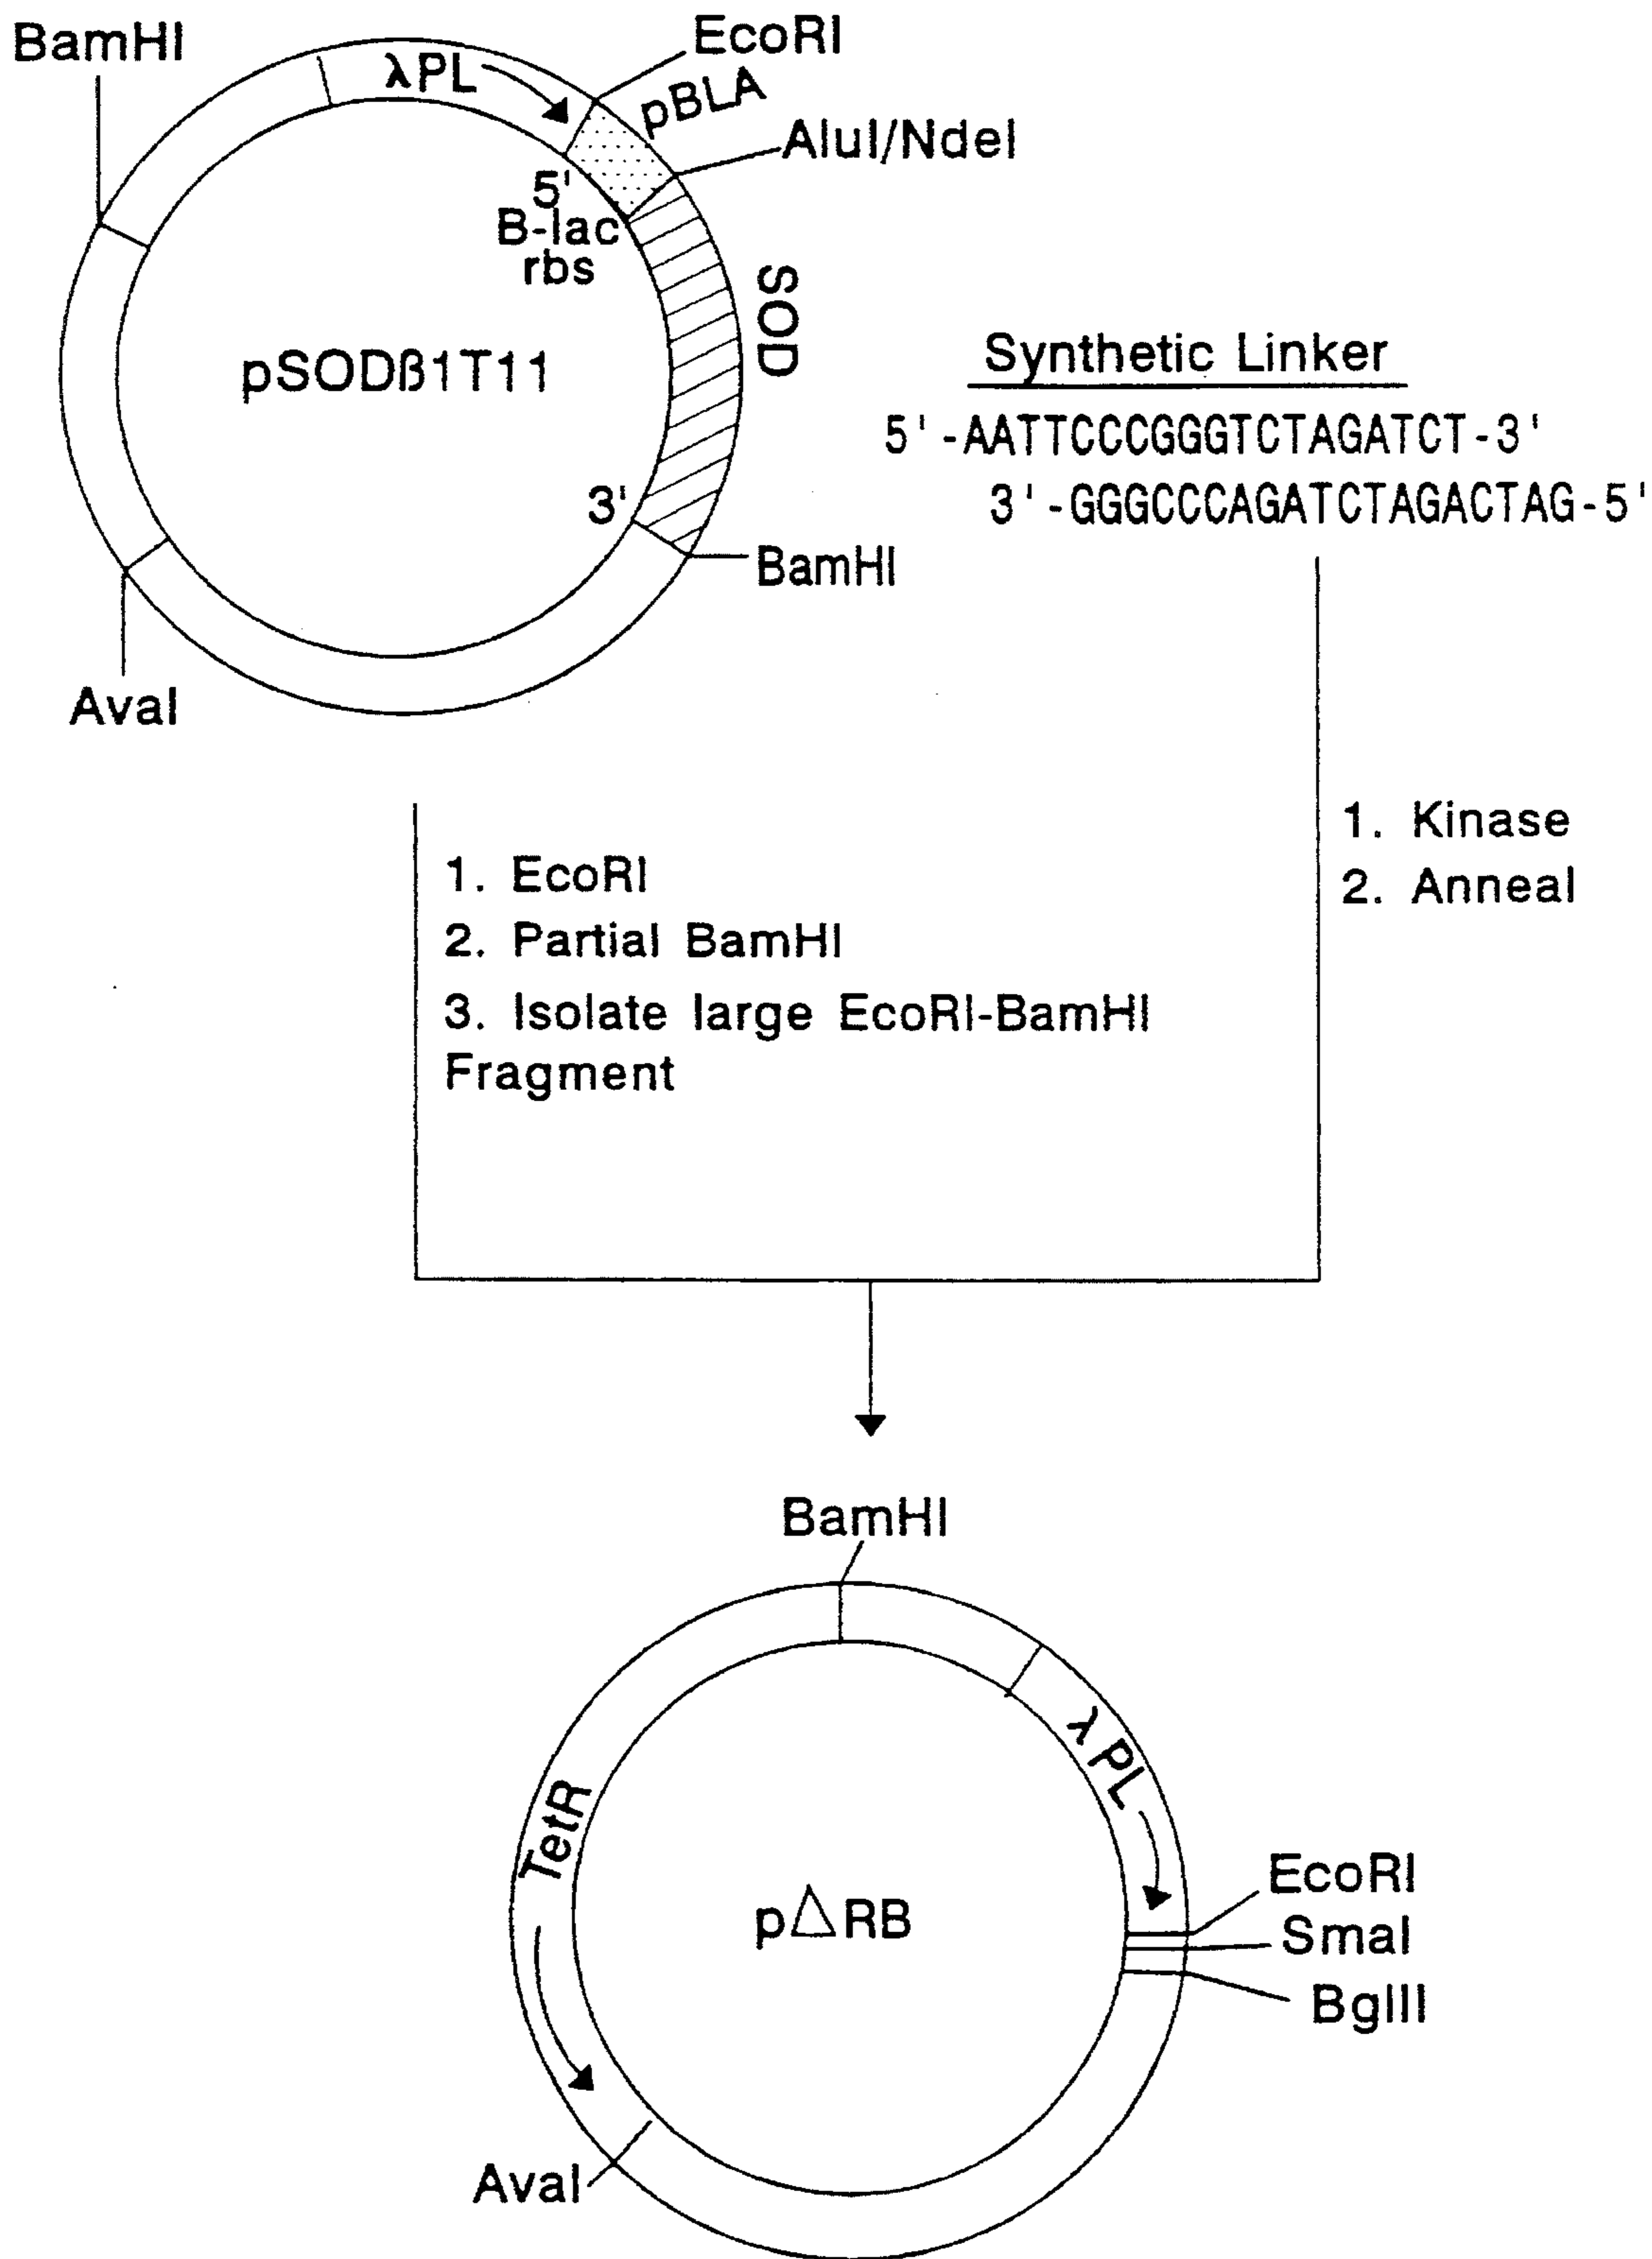 BamHI
λPL
EcoRI
pBLA
AluI/NdeI
5'
B-lac
rbs
SOD
pSODβ1T11
3'
BamHI
AvaI
Synthetic Linker
5'-AATTCCCGGGTCTAGATCT-3'
3'-GGGCCCAGATCTAGACTAG-5'
1. EcoRI
2. Partial BamHI
3. Isolate large EcoRI-BamHI
Fragment
1. Kinase
2. Anneal
BamHI
λPL
TetR
p△RB
EcoRI
SmaI
BglII
AvaI